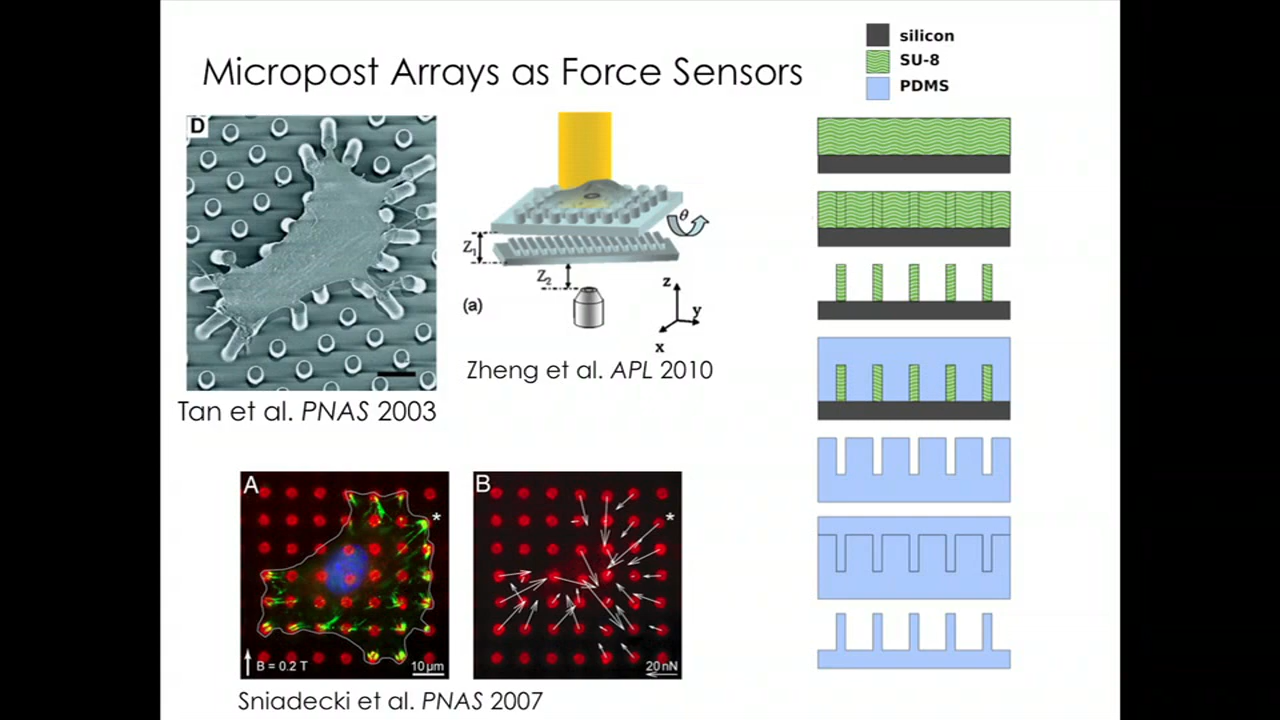 Micropost Arrays as Force Sensors
silicon
SU-8
PDMS
D
θ
Z₁
Z₂
(a)
z
y
x
Zheng et al. APL 2010
Tan et al. PNAS 2003
A
*
B = 0.2 T
10 μm
B
*
20 nN
Sniadecki et al. PNAS 2007